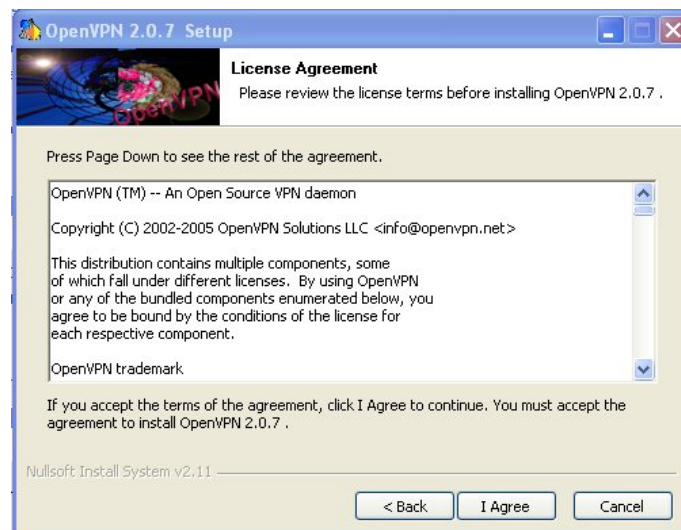 OpenVPN 2.0.7 Setup
OpenVPN
License Agreement
Please review the license terms before installing OpenVPN 2.0.7 .
Press Page Down to see the rest of the agreement.
OpenVPN (TM) -- An Open Source VPN daemon
Copyright (C) 2002-2005 OpenVPN Solutions LLC <info@openvpn.net>
This distribution contains multiple components, some
of which fall under different licenses. By using OpenVPN
or any of the bundled components enumerated below, you
agree to be bound by the conditions of the license for
each respective component.
OpenVPN trademark
If you accept the terms of the agreement, click I Agree to continue. You must accept the
agreement to install OpenVPN 2.0.7 .
Nullsoft Install System v2.11
< Back
I Agree
Cancel